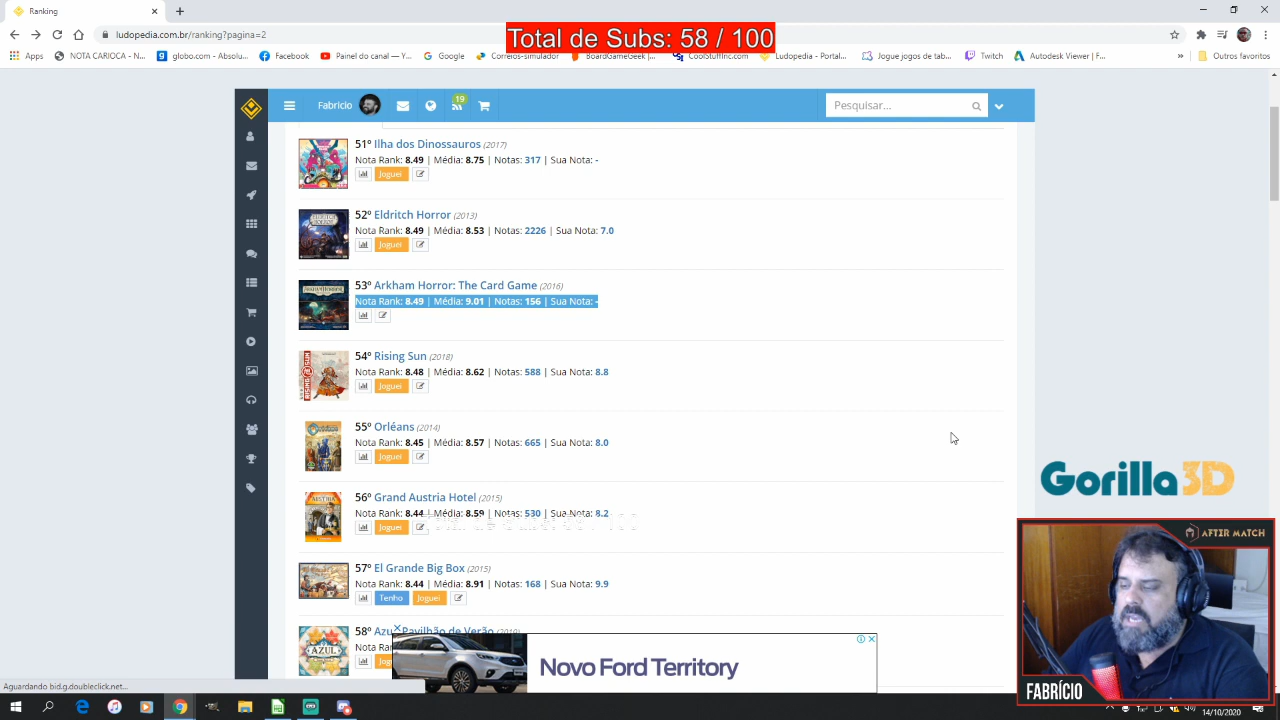 Ranking
Total de Subs: 58 / 100
ludopedia.com.br/ranking?pagina=2
Apps
NOTA CARIOCA - O...
globo.com - Absolu...
Facebook
Painel do canal — Y...
Google
Correios-simulador
BoardGameGeek |...
CoolStuffInc.com
Ludopedia - Portal...
Jogue jogos de tab...
Twitch
Autodesk Viewer | F...
»
Outros favoritos
Fabricio
19
Pesquisar...
51º Ilha dos Dinossauros (2017)
Nota Rank: 8.49 | Média: 8.75 | Notas: 317 | Sua Nota: -
Joguei
52º Eldritch Horror (2013)
Nota Rank: 8.49 | Média: 8.53 | Notas: 2226 | Sua Nota: 7.0
Joguei
53º Arkham Horror: The Card Game (2016)
Nota Rank: 8.49 | Média: 9.01 | Notas: 156 | Sua Nota: -
54º Rising Sun (2018)
Nota Rank: 8.48 | Média: 8.62 | Notas: 588 | Sua Nota: 8.8
Joguei
55º Orléans (2014)
Nota Rank: 8.45 | Média: 8.57 | Notas: 665 | Sua Nota: 8.0
Joguei
56º Grand Austria Hotel (2015)
Nota Rank: 8.44 | Média: 8.59 | Notas: 530 | Sua Nota: 8.2
Joguei
57º El Grande Big Box (2015)
Nota Rank: 8.44 | Média: 8.91 | Notas: 168 | Sua Nota: 9.9
Tenho Joguei
58º Azul: Pavilhão de Verão (2019)
AZUL
Novo Ford Territory
Gorilla3D
AFTER MATCH
FABRÍCIO
Aguardando bid.g.doubleclick.net...
14/10/2020